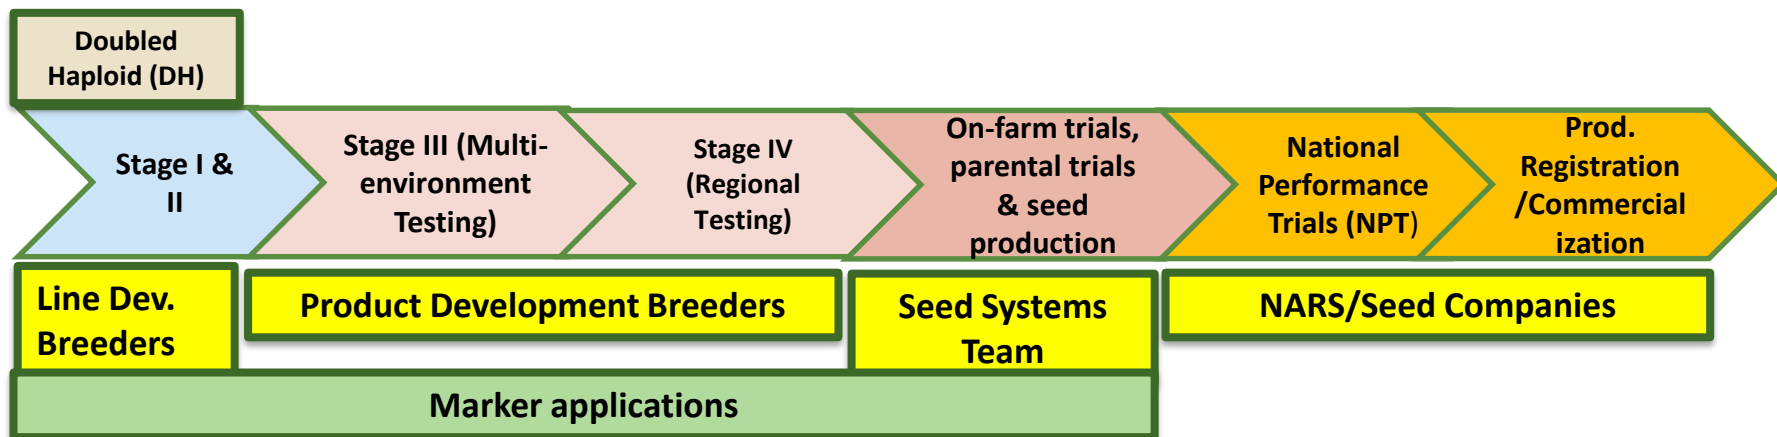 Doubled
Haploid (DH)
Stage I &
II
Stage III (Multi-
environment
Testing)
Stage IV
(Regional
Testing)
On-farm trials,
parental trials
& seed
production
National
Performance
Trials (NPT)
Prod.
Registration
/Commercial
ization
Line Dev.
Breeders
Product Development Breeders
Seed Systems
Team
NARS/Seed Companies
Marker applications